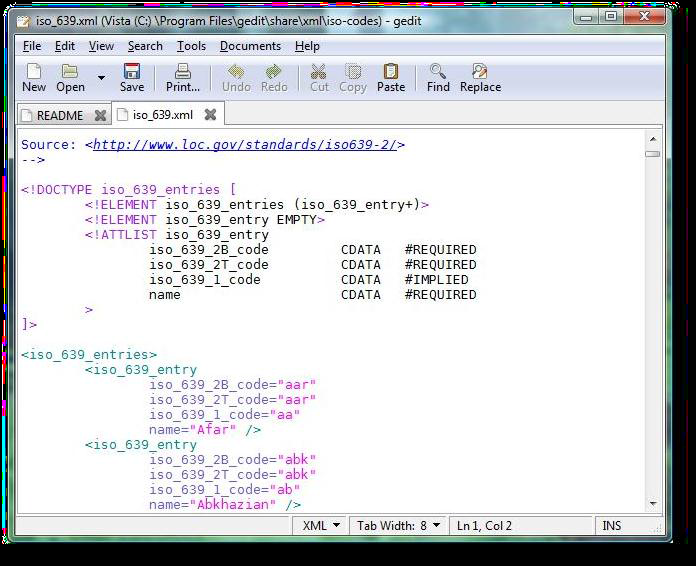 iso_639.xml (Vista (C:) \Program Files\gedit\share\xml\iso-codes) - gedit
File Edit View Search Tools Documents Help
New Open Save Print... Undo Redo Cut Copy Paste Find Replace
README iso_639.xml
Source: <http://www.loc.gov/standards/iso639-2/>
-->
<!DOCTYPE iso_639_entries [
<!ELEMENT iso_639_entries (iso_639_entry+)>
<!ELEMENT iso_639_entry EMPTY>
<!ATTLIST iso_639_entry
iso_639_2B_code CDATA #REQUIRED
iso_639_2T_code CDATA #REQUIRED
iso_639_1_code CDATA #IMPLIED
name CDATA #REQUIRED
>
]>
<iso_639_entries>
<iso_639_entry
iso_639_2B_code="aar"
iso_639_2T_code="aar"
iso_639_1_code="aa"
name="Afar" />
<iso_639_entry
iso_639_2B_code="abk"
iso_639_2T_code="abk"
iso_639_1_code="ab"
name="Abkhazian" />
XML Tab Width: 8 Ln 1, Col 2 INS